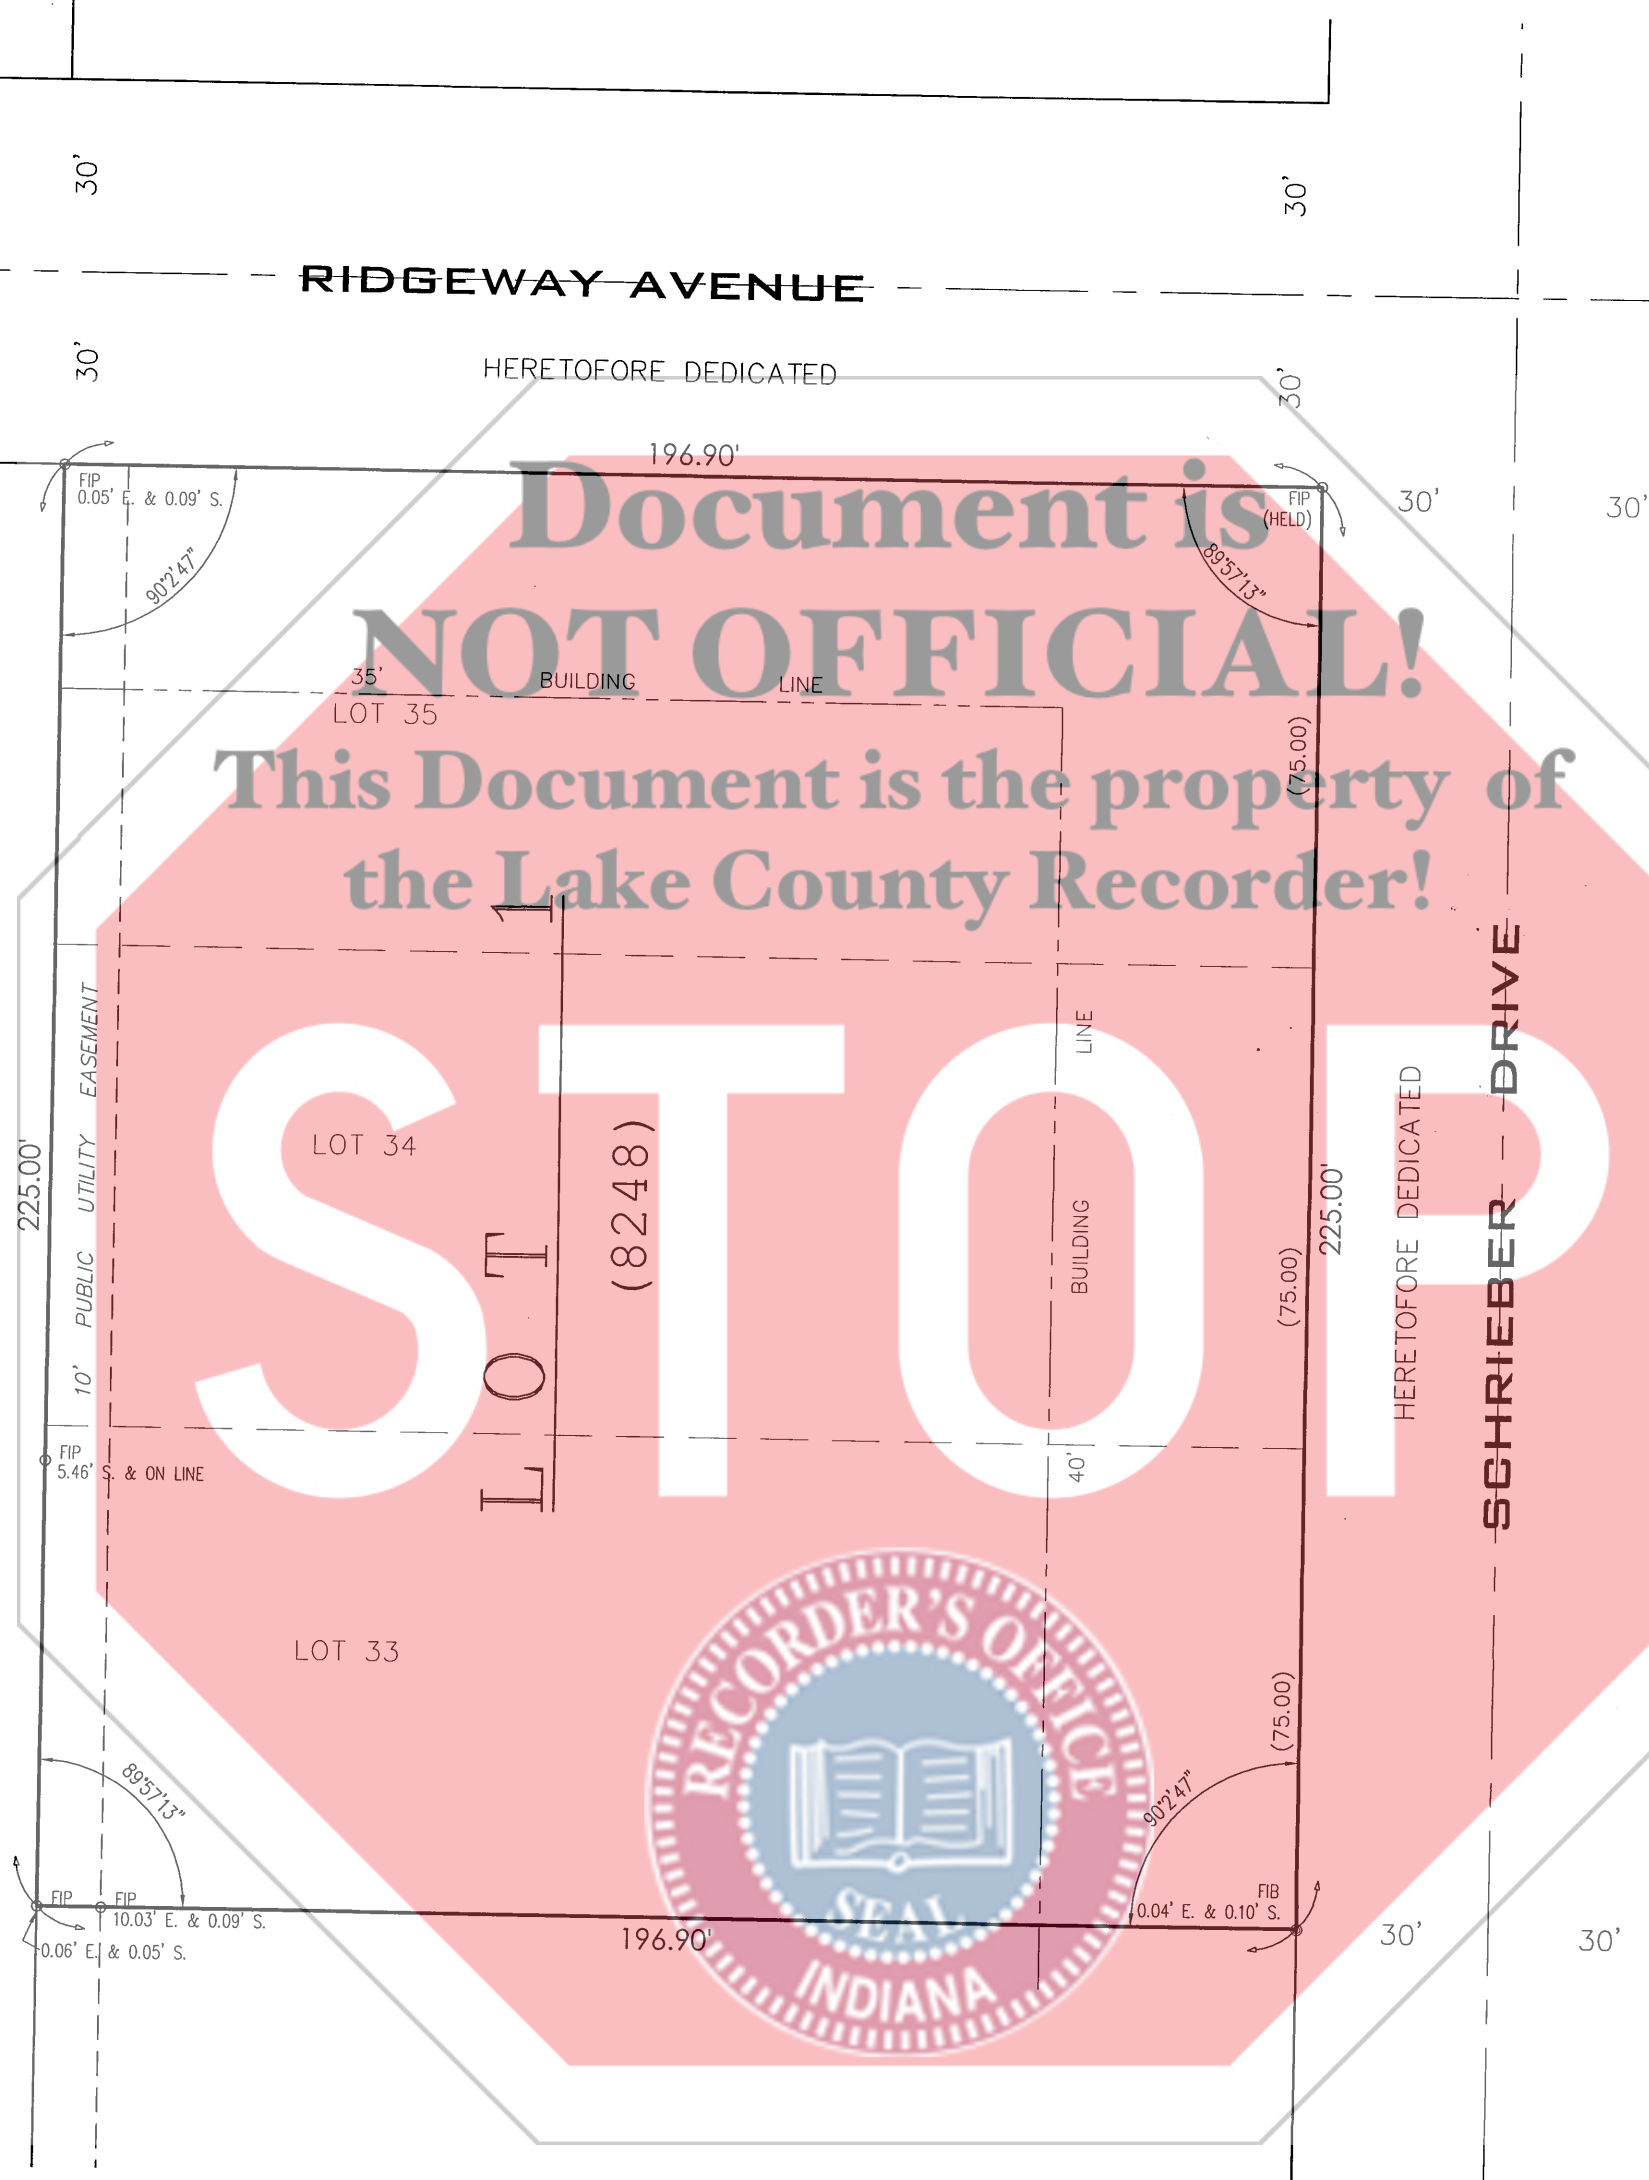 30'
30'
RIDGEWAY AVENUE
30'
HERETOFORE DEDICATED
30'
196.90'
FIP
0.05' E. & 0.09' S.
FIP
(HELD)
30'
30'
90°2'47"
89°57'13"
Document is
NOT OFFICIAL!
This Document is the property of
the Lake County Recorder!
35' BUILDING LINE
LOT 35
(75.00)
10' PUBLIC UTILITY EASEMENT
225.00'
LOT 34
LOT 1
(8248)
STOP
40' BUILDING LINE
(75.00)
225.00'
HERETOFORE DEDICATED
SCHRIEBER DRIVE
FIP
5.46' S. & ON LINE
LOT 33
(75.00)
89°57'13"
90°2'47"
RECORDER'S OFFICE
SEAL
INDIANA
FIP
0.06' E. & 0.05' S.
FIP
10.03' E. & 0.09' S.
196.90'
FIB
0.04' E. & 0.10' S.
30'
30'